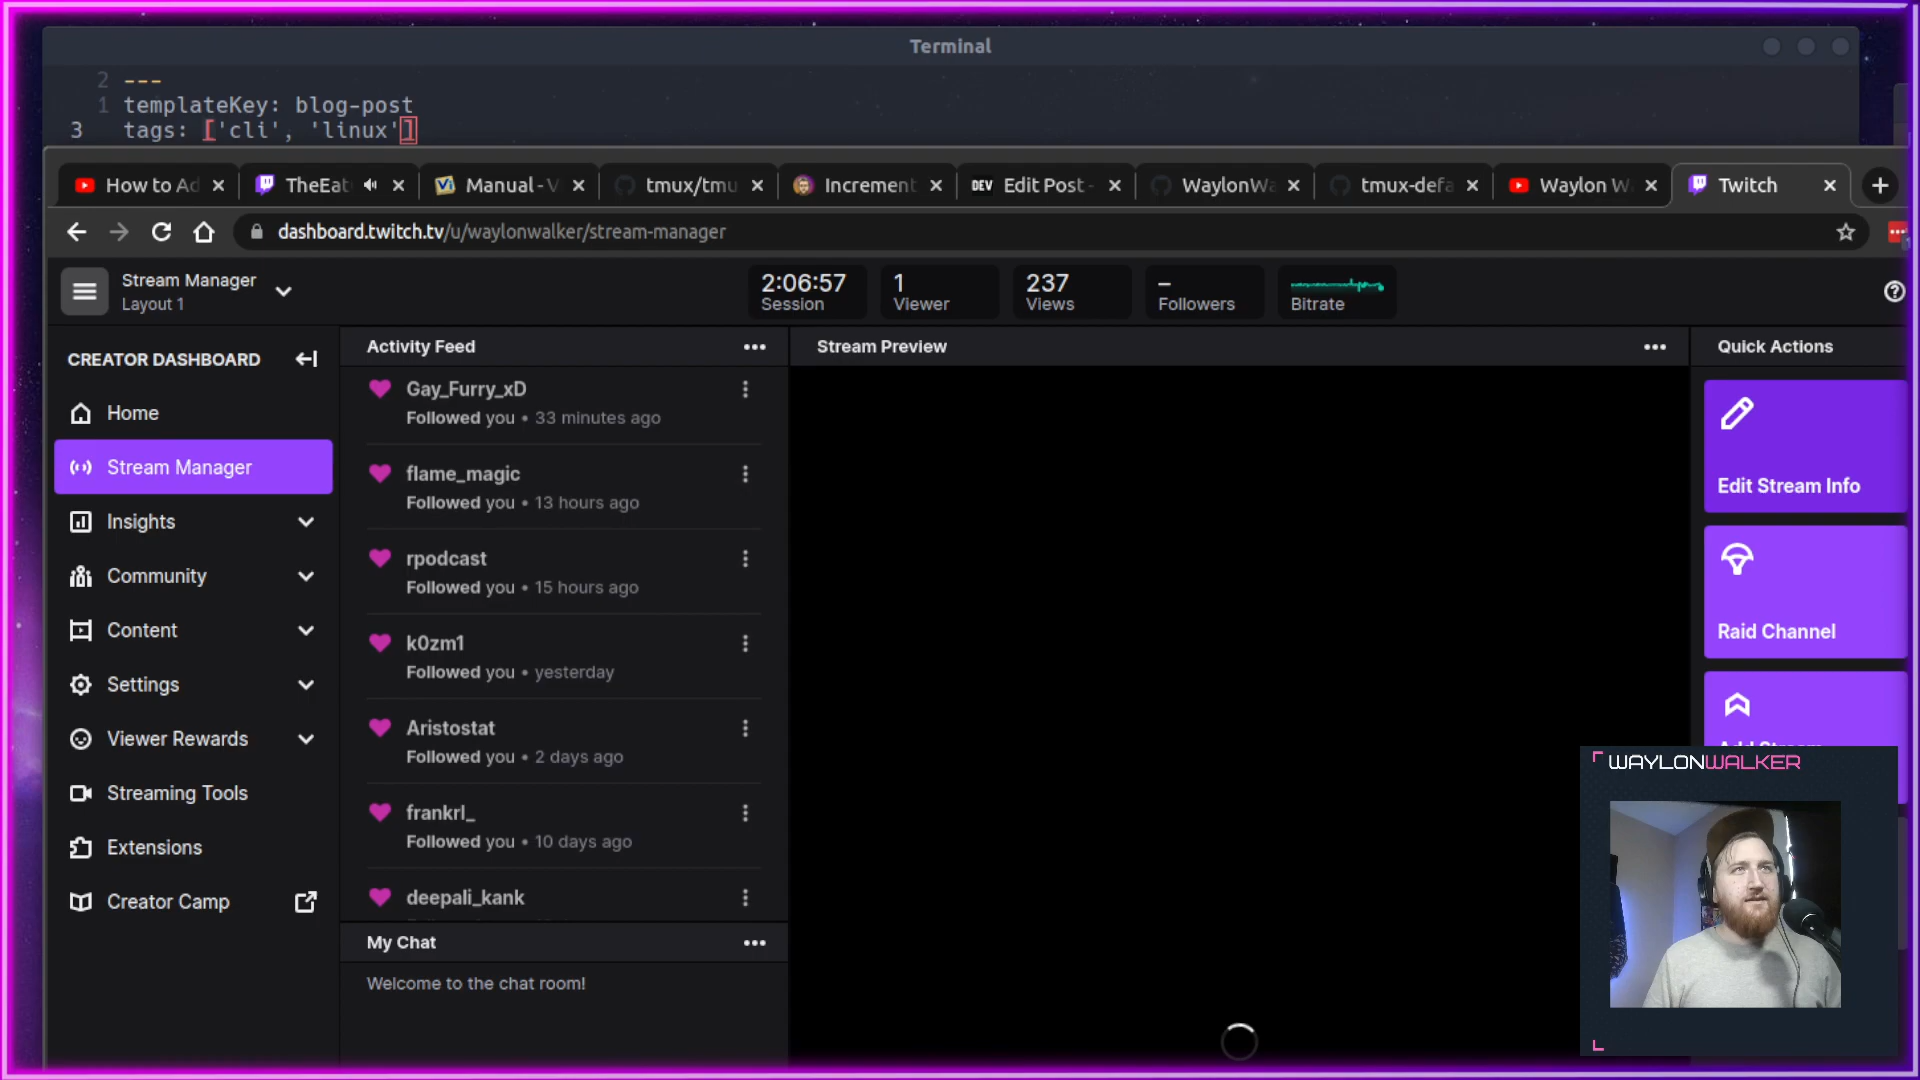 Terminal
2 ---
1 templateKey: blog-post
3 tags: ['cli', 'linux']
How to Ad
TheEat
Manual - V
tmux/tmu
Increment
DEV Edit Post -
WaylonWa
tmux-defa
Waylon W
Twitch
dashboard.twitch.tv/u/waylonwalker/stream-manager
Stream Manager
Layout 1
2:06:57
Session
1
Viewer
237
Views
–
Followers
Bitrate
CREATOR DASHBOARD
Home
Stream Manager
Insights
Community
Content
Settings
Viewer Rewards
Streaming Tools
Extensions
Creator Camp
Activity Feed
Gay_Furry_xD
Followed you • 33 minutes ago
flame_magic
Followed you • 13 hours ago
rpodcast
Followed you • 15 hours ago
k0zm1
Followed you • yesterday
Aristostat
Followed you • 2 days ago
frankrl_
Followed you • 10 days ago
deepali_kank
My Chat
Welcome to the chat room!
Stream Preview
Quick Actions
Edit Stream Info
Raid Channel
Add Stream
WAYLONWALKER